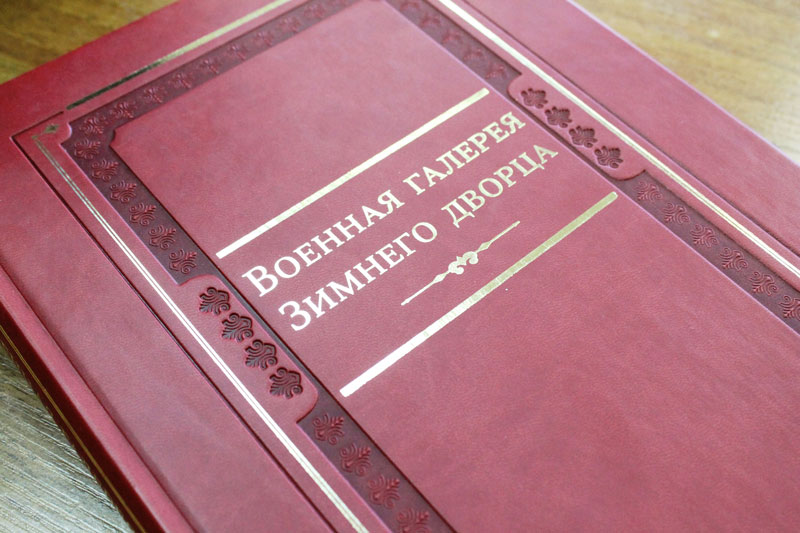 Военная галерея
Зимнего дворца